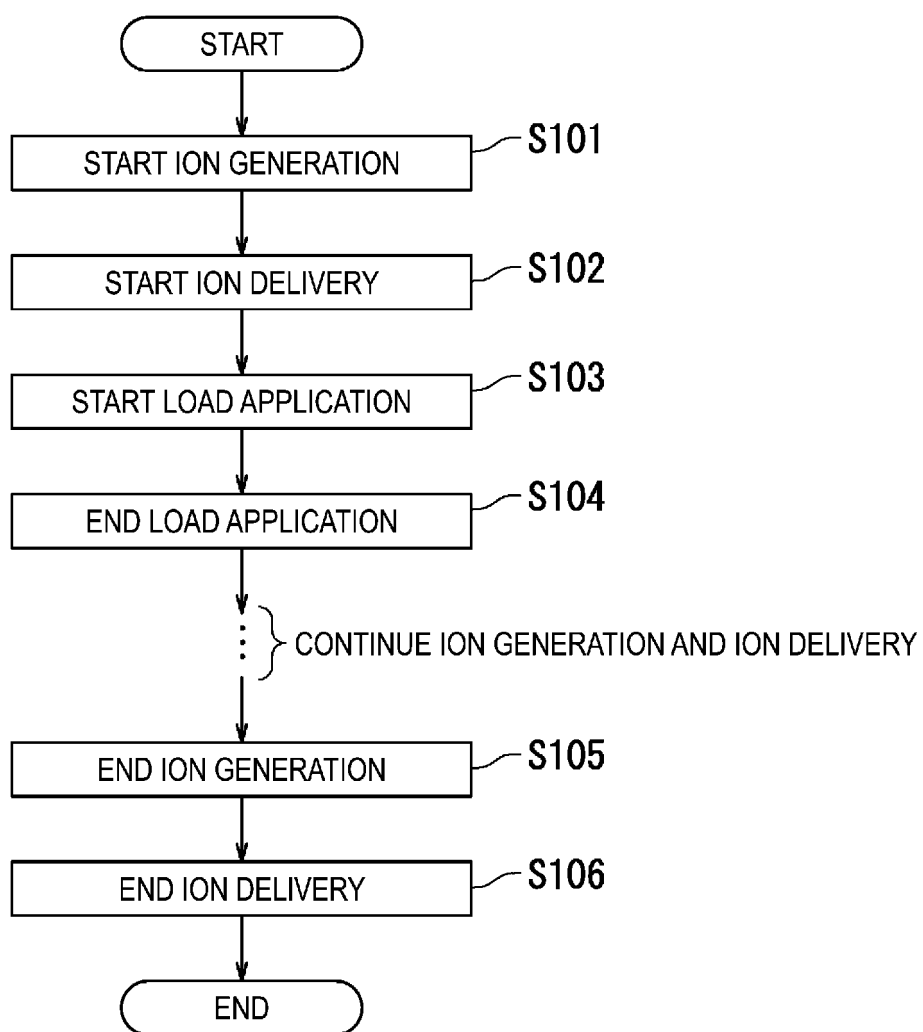 START
START ION GENERATION
S101
START ION DELIVERY
S102
START LOAD APPLICATION
S103
END LOAD APPLICATION
S104
CONTINUE ION GENERATION AND ION DELIVERY
END ION GENERATION
S105
END ION DELIVERY
S106
END